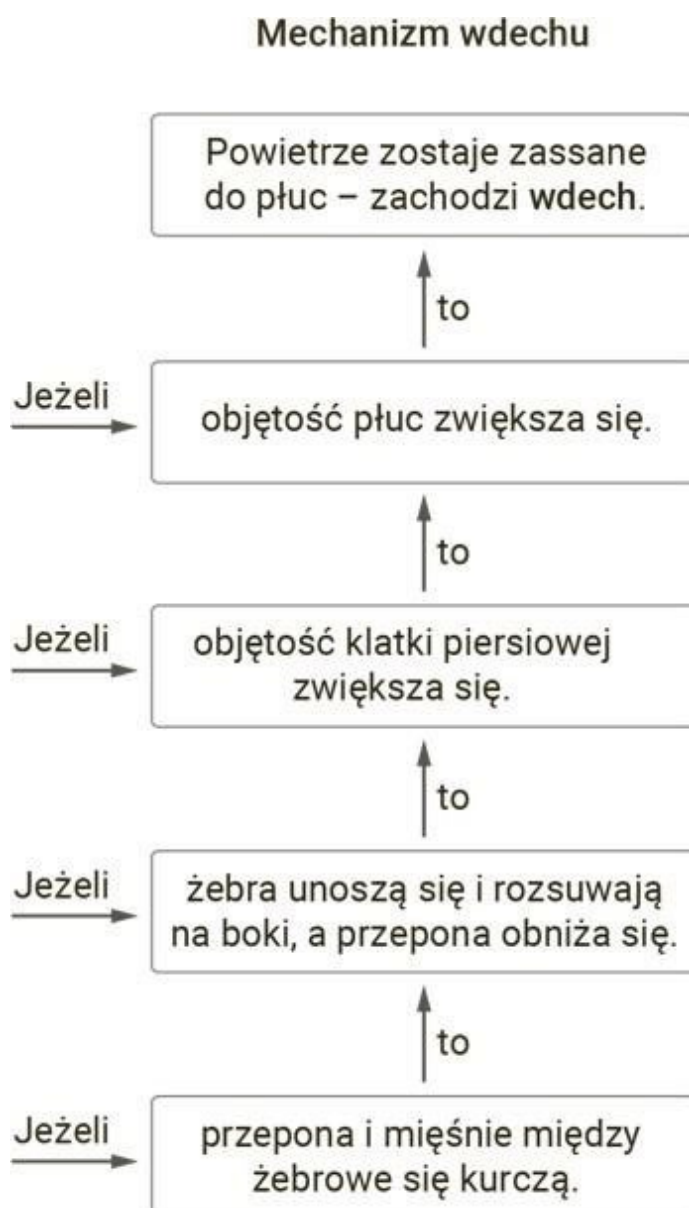 Mechanizm wdechu
Powietrze zostaje zassane
do płuc – zachodzi wdech.
to
Jeżeli
objętość płuc zwiększa się.
to
Jeżeli
objętość klatki piersiowej
zwiększa się.
to
Jeżeli
żebra unoszą się i rozsuwają
na boki, a przepona obniża się.
to
Jeżeli
przepona i mięśnie między
żebrowe się kurczą.